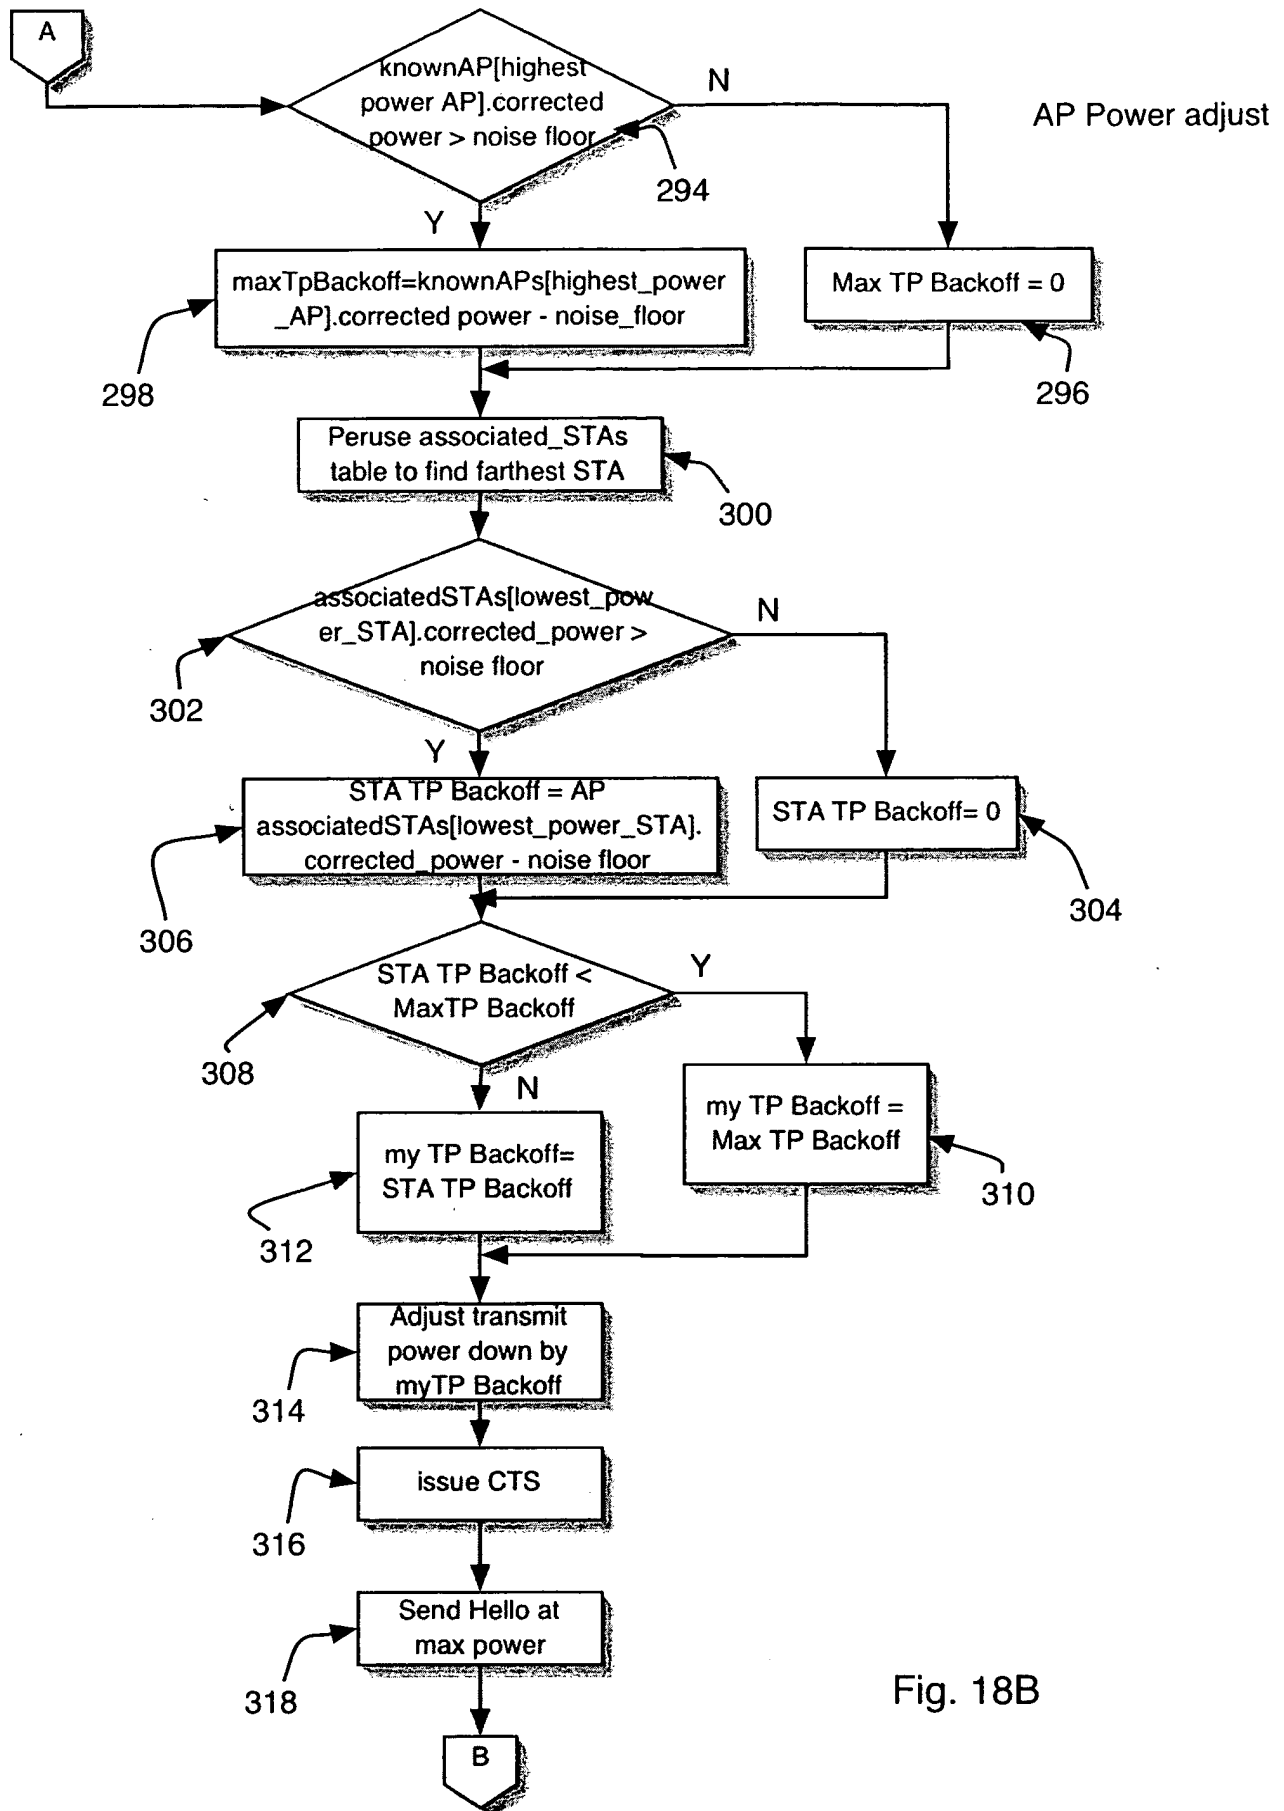 A
knownAP[highest
power AP].corrected
power > noise floor
N
AP Power adjust
294
Y
maxTpBackoff=knownAPs[highest_power
_AP].corrected power - noise_floor
Max TP Backoff = 0
298
296
Peruse associated_STAs
table to find farthest STA
300
associatedSTAs[lowest_pow
er_STA].corrected_power >
noise floor
N
302
Y
STA TP Backoff = AP
associatedSTAs[lowest_power_STA].
corrected_power - noise floor
STA TP Backoff= 0
306
304
STA TP Backoff <
MaxTP Backoff
Y
308
N
my TP Backoff=
STA TP Backoff
my TP Backoff =
Max TP Backoff
310
312
Adjust transmit
power down by
myTP Backoff
314
issue CTS
316
Send Hello at
max power
318
Fig. 18B
B